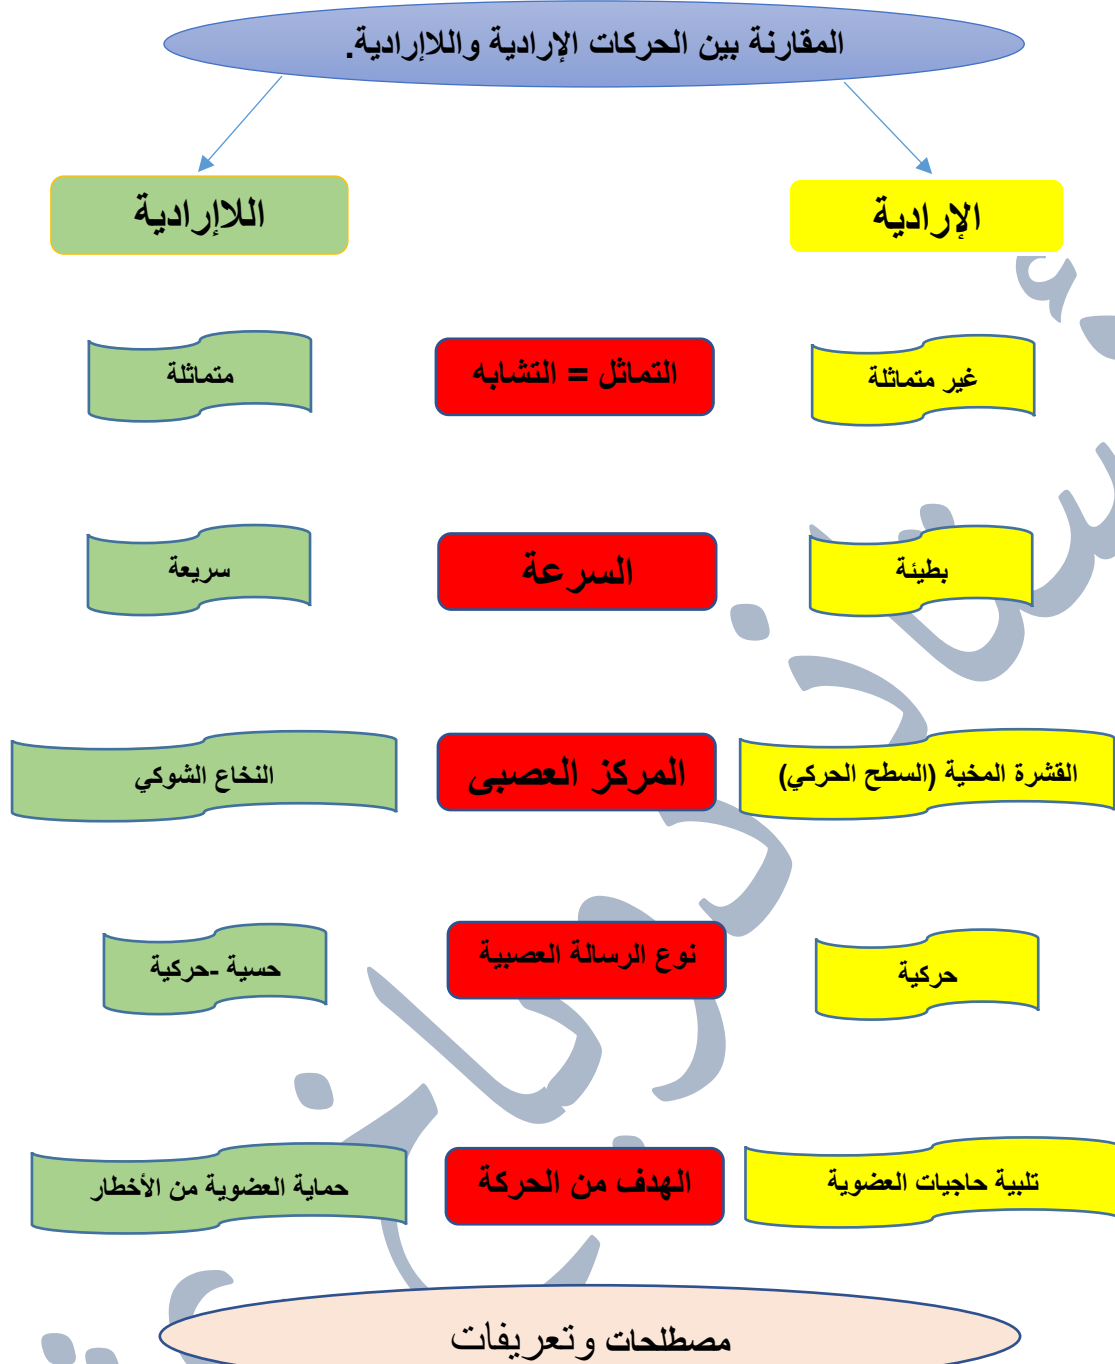 المقارنة بين الحركات الإرادية واللاإرادية.
الإرادية
اللاإرادية
غير متماثلة
التماثل = التشابه
متماثلة
بطيئة
السرعة
سريعة
القشرة المخية (السطح الحركي)
المركز العصبي
النخاع الشوكي
حركية
نوع الرسالة العصبية
حسية -حركية
تلبية حاجيات العضوية
الهدف من الحركة
حماية العضوية من الأخطار
مصطلحات وتعريفات